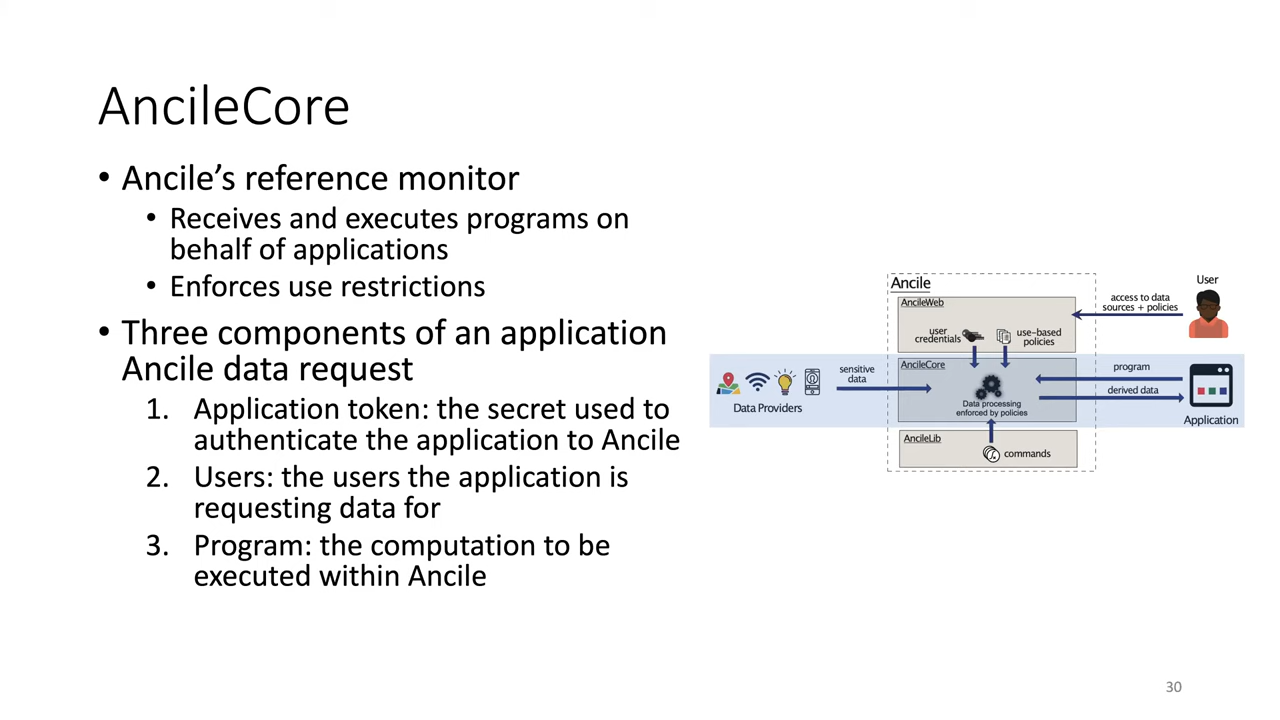 AncileCore
• Ancile’s reference monitor
• Receives and executes programs on
behalf of applications
• Enforces use restrictions
• Three components of an application
Ancile data request
1. Application token: the secret used to
authenticate the application to Ancile
2. Users: the users the application is
requesting data for
3. Program: the computation to be
executed within Ancile
Ancile
AncileWeb
user
credentials
use-based
policies
User
access to data
sources + policies
AncileCore
Data processing
enforced by policies
sensitive
data
Data Providers
program
derived data
Application
AncileLib
commands
30